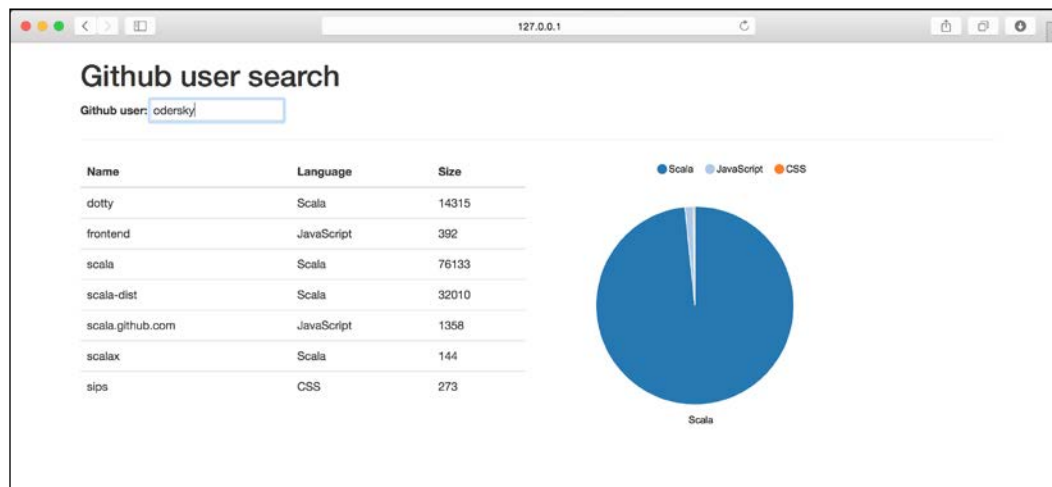 127.0.0.1
Github user search
Github user: odersky
Name Language Size
dotty Scala 14315
frontend JavaScript 392
scala Scala 76133
scala-dist Scala 32010
scala.github.com JavaScript 1358
scalax Scala 144
sips CSS 273
Scala JavaScript CSS
Scala